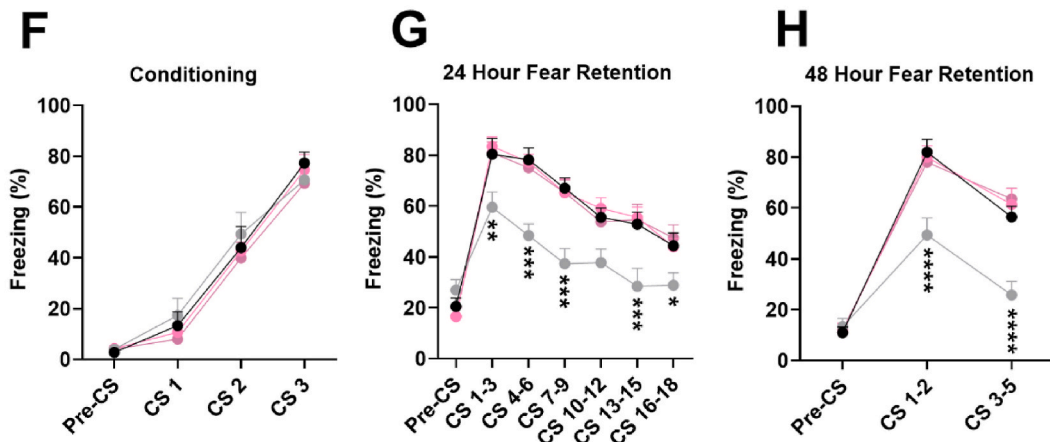 F
Conditioning
Freezing (%)
100
80
60
40
20
0
Pre-CS
CS 1
CS 2
CS 3
G
24 Hour Fear Retention
Freezing (%)
100
80
60
40
20
0
**
***
***
***
*
Pre-CS
CS 1-3
CS 4-6
CS 7-9
CS 10-12
CS 13-15
CS 16-18
H
48 Hour Fear Retention
Freezing (%)
100
80
60
40
20
0
****
****
Pre-CS
CS 1-2
CS 3-5